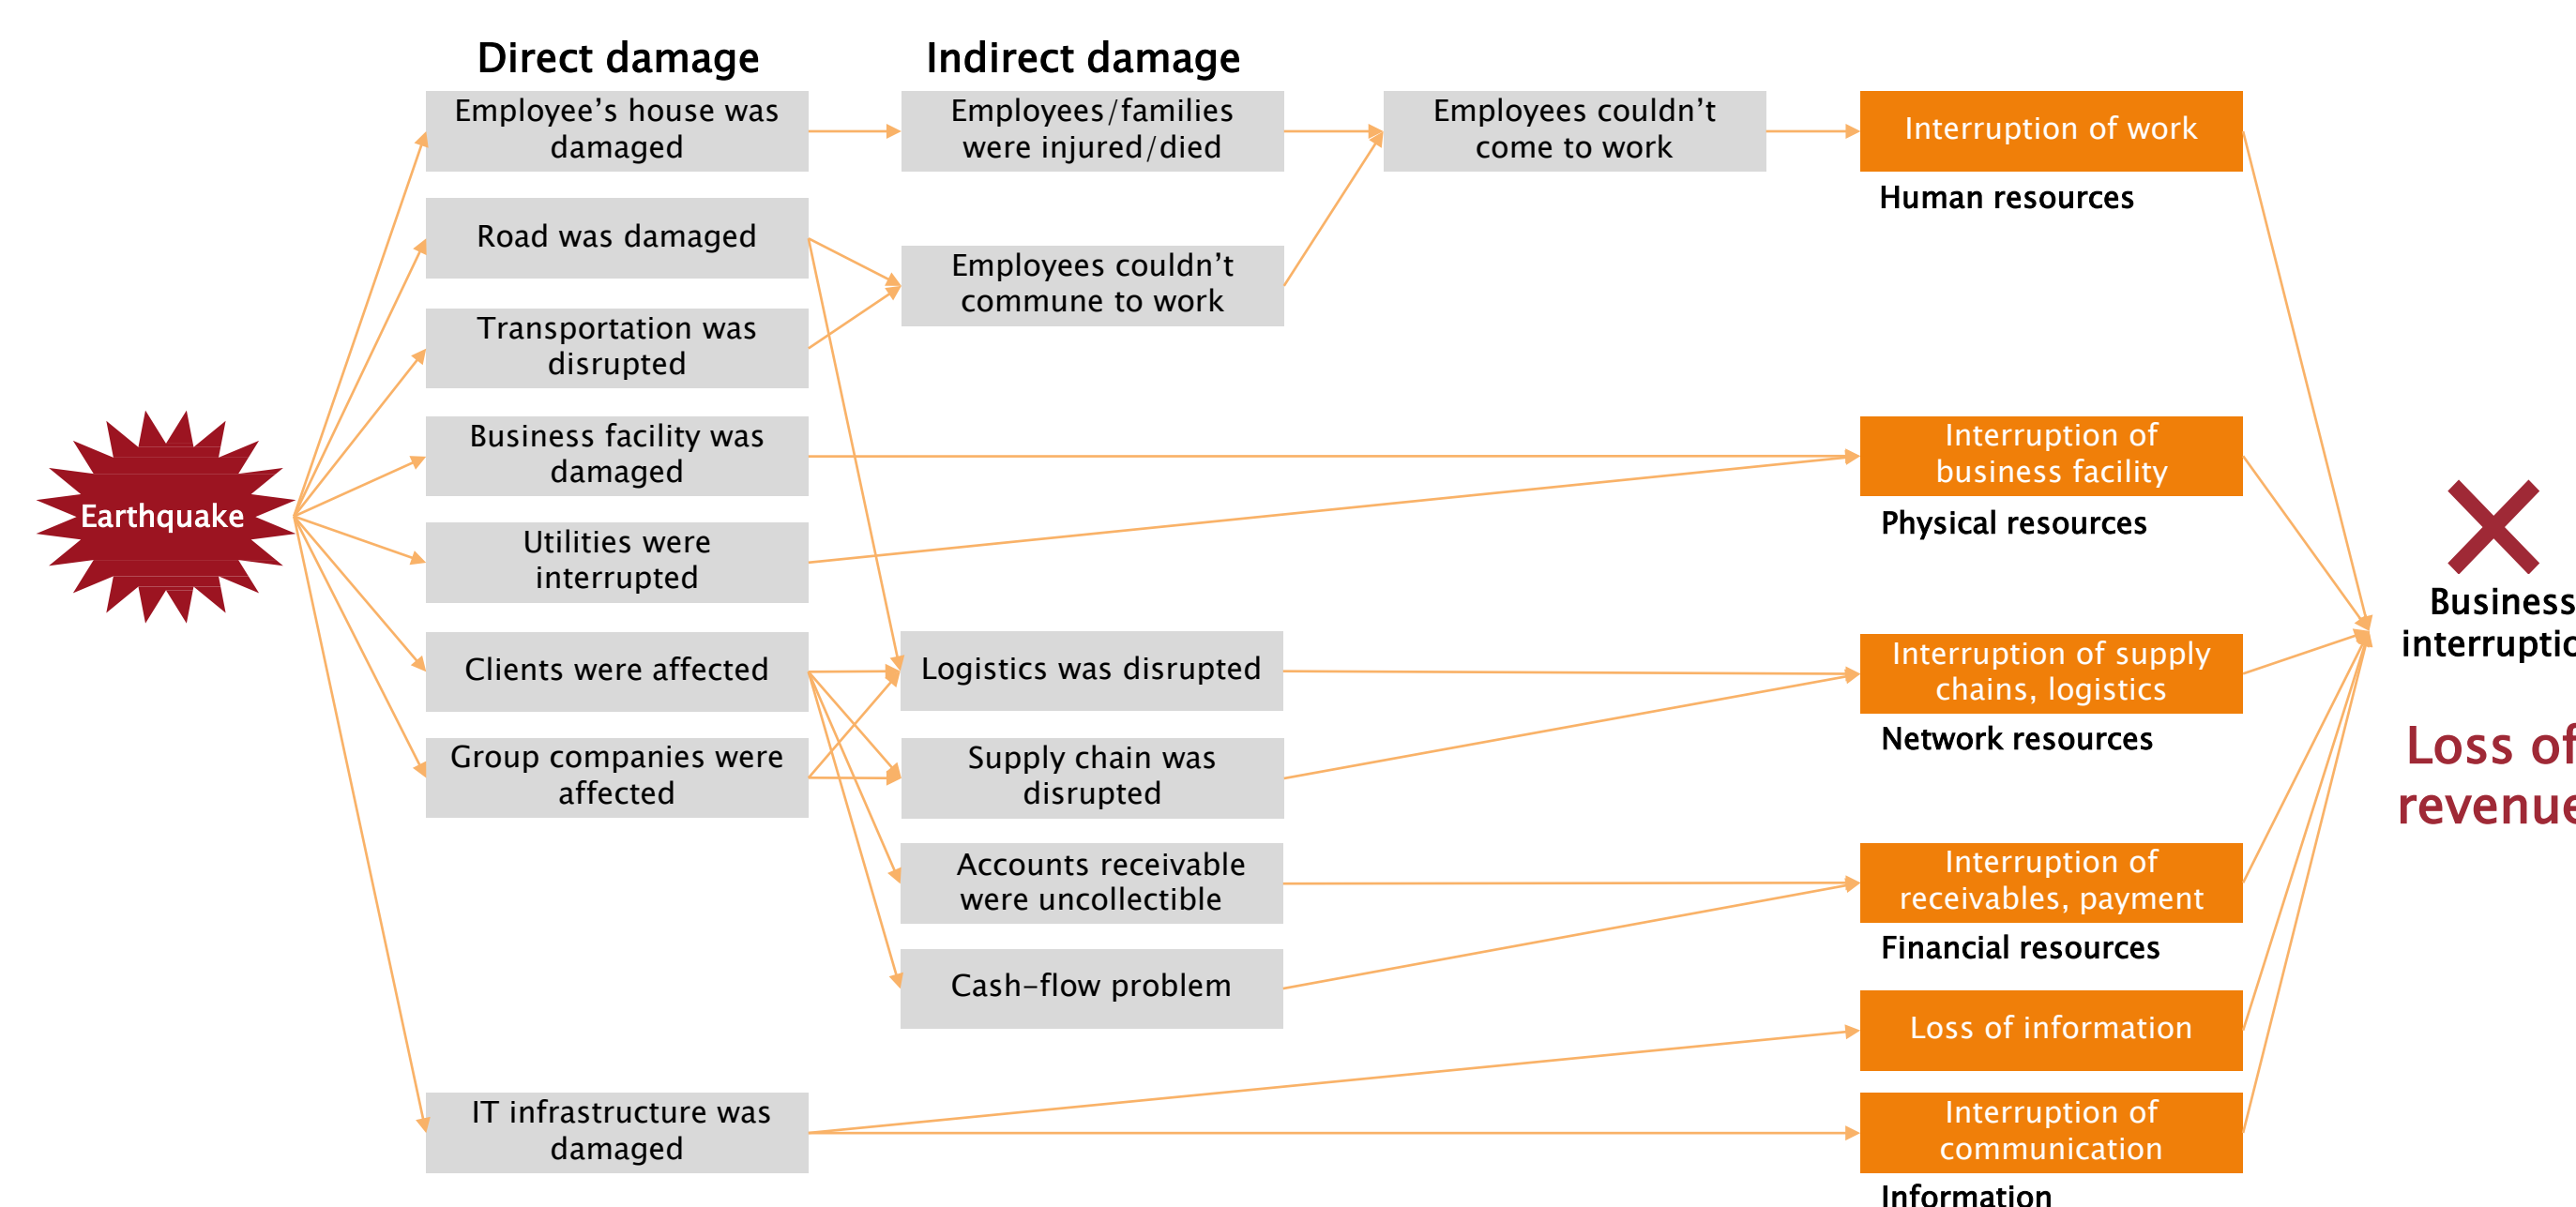 Direct damage
Indirect damage
Employee’s house was
damaged
Employees/families
were injured/died
Employees couldn’t
come to work
Interruption of work
Human resources
Road was damaged
Employees couldn’t
commune to work
Transportation was
disrupted
Business facility was
damaged
Interruption of
business facility
Physical resources
Earthquake
Utilities were
interrupted
Business
interruptio
Clients were affected
Logistics was disrupted
Interruption of supply
chains, logistics
Network resources
Loss of
revenue
Group companies were
affected
Supply chain was
disrupted
Accounts receivable
were uncollectible
Interruption of
receivables, payment
Financial resources
Cash-flow problem
Loss of information
IT infrastructure was
damaged
Interruption of
communication
Information